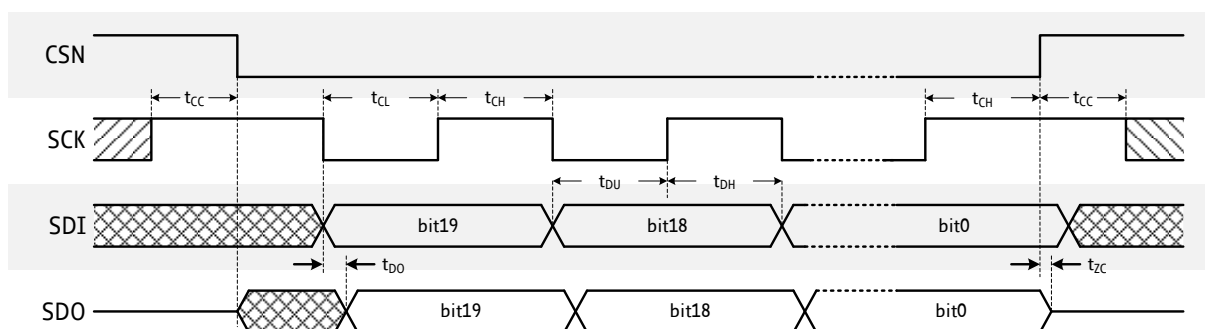 CSN
tCC tCL tCH tCH tCC
SCK
tDU tDH
SDI bit19 bit18 bit0
tDO tZC
SDO bit19 bit18 bit0